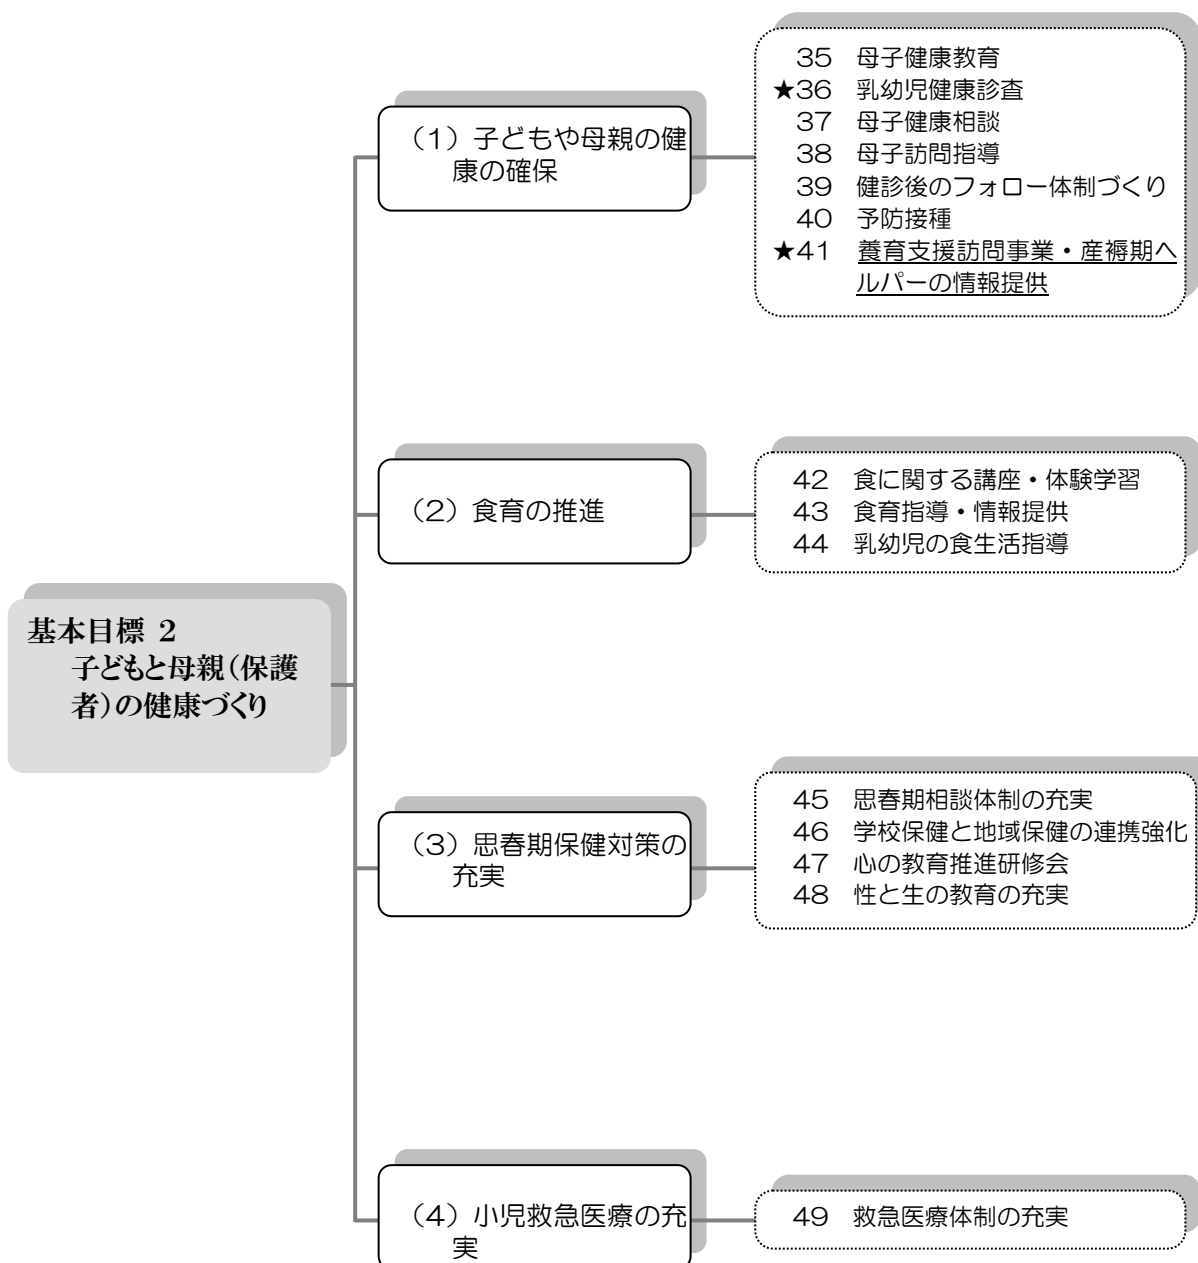 基本目標 2
子どもと母親(保護
者)の健康づくり
(1)子どもや母親の健
康の確保
35 母子健康教育
★36 乳幼児健康診査
37 母子健康相談
38 母子訪問指導
39 健診後のフォロー体制づくり
40 予防接種
★41 養育支援訪問事業・産褥期ヘ
ルパーの情報提供
(2)食育の推進
42 食に関する講座・体験学習
43 食育指導・情報提供
44 乳幼児の食生活指導
(3)思春期保健対策の
充実
45 思春期相談体制の充実
46 学校保健と地域保健の連携強化
47 心の教育推進研修会
48 性と生の教育の充実
(4)小児救急医療の充
実
49 救急医療体制の充実